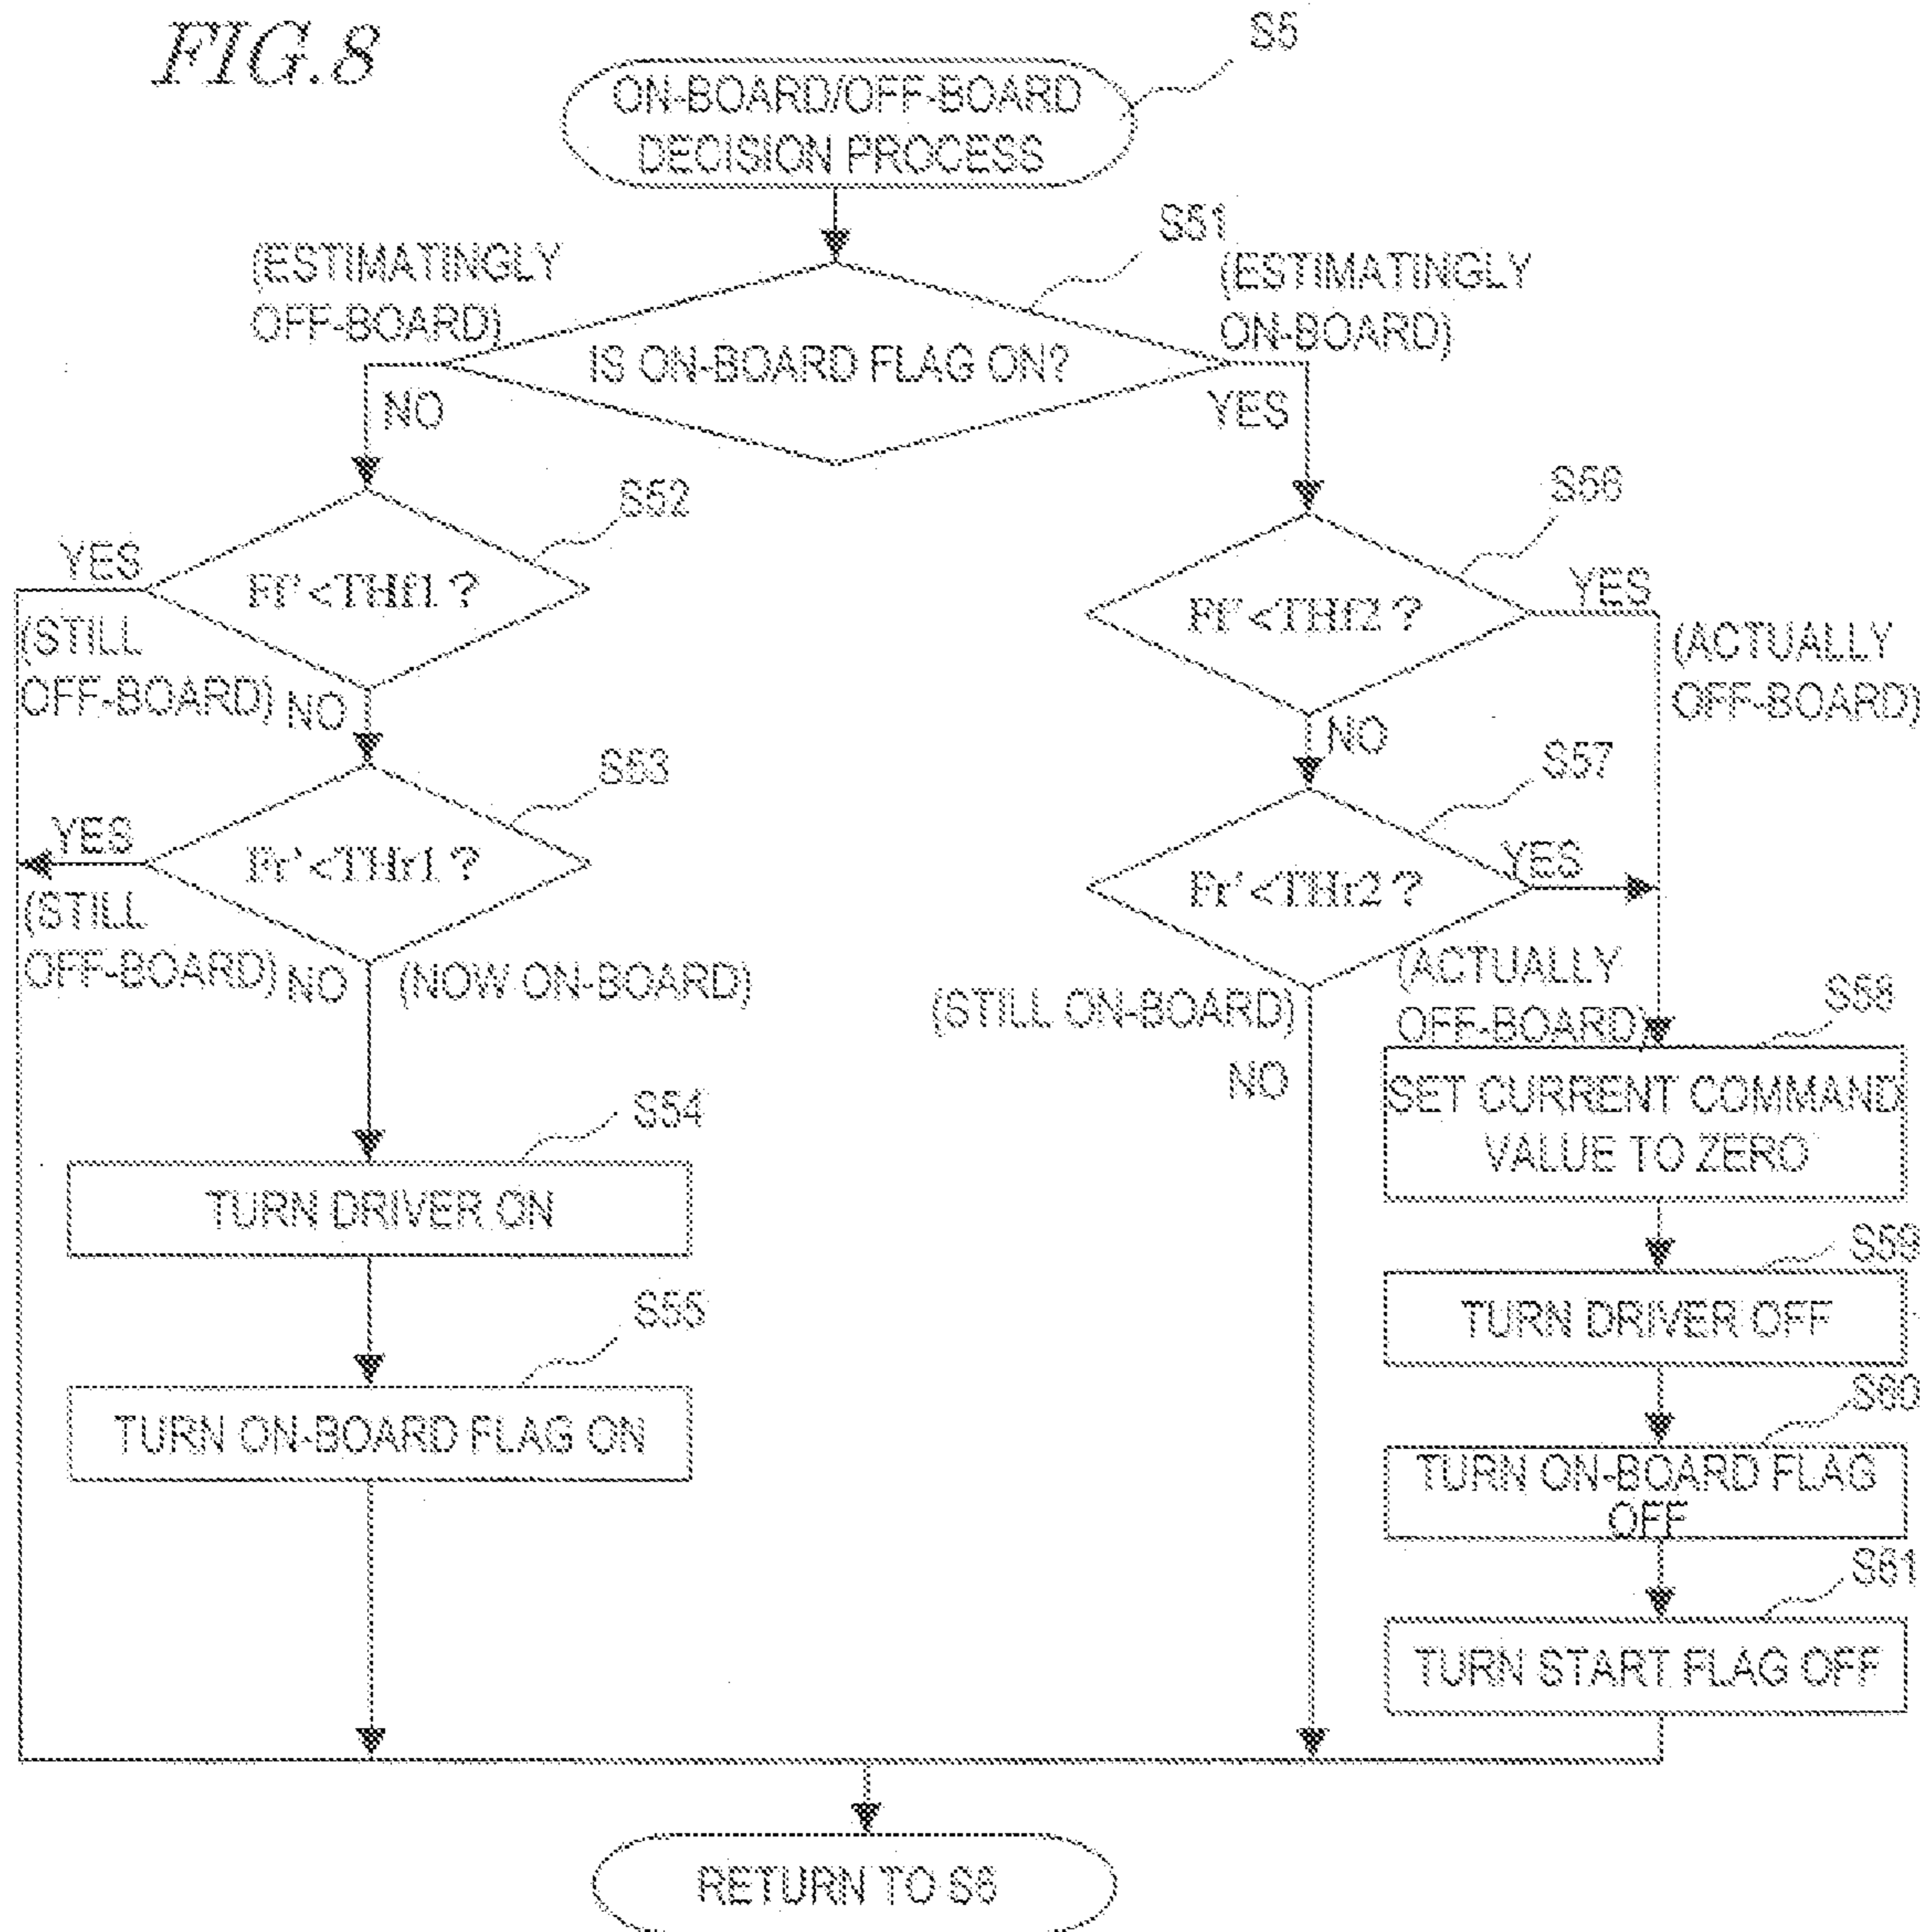 FIG.8
S5
ON-BOARD/OFF-BOARD
DECISION PROCESS
S51
(ESTIMATINGLY
OFF-BOARD)
(ESTIMATINGLY
ON-BOARD)
IS ON-BOARD FLAG ON?
NO
YES
S52
S56
YES
Ff'<THf1 ?
Ff'<THf2 ?
YES
(STILL
OFF-BOARD)
NO
(ACTUALLY
OFF-BOARD)
NO
S53
S57
YES
Fr'<THr1 ?
Fr'<THr2 ?
YES
(STILL
OFF-BOARD)
NO
(NOW ON-BOARD)
(STILL ON-BOARD)
NO
(ACTUALLY
OFF-BOARD)
S58
SET CURRENT COMMAND
VALUE TO ZERO
S54
TURN DRIVER ON
S59
TURN DRIVER OFF
S55
TURN ON-BOARD FLAG ON
S60
TURN ON-BOARD FLAG
OFF
S61
TURN START FLAG OFF
RETURN TO S6